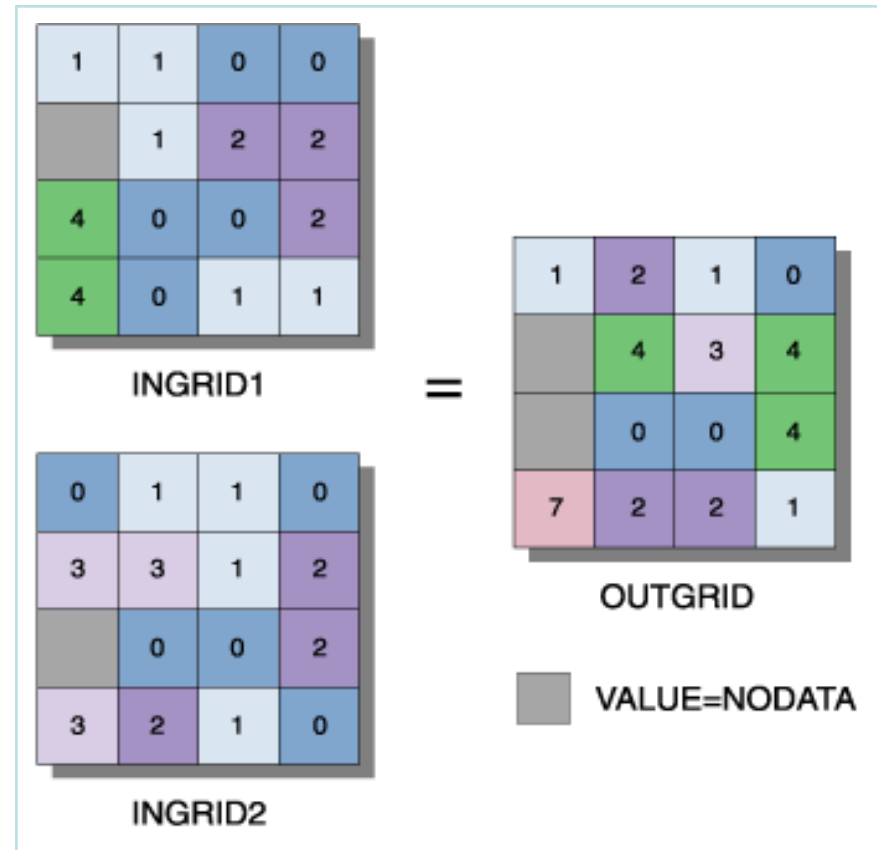 1 1 0 0
1 2 2
4 0 0 2
4 0 1 1
INGRID1
0 1 1 0
3 3 1 2
0 0 2
3 2 1 0
INGRID2
=
1 2 1 0
4 3 4
0 0 4
7 2 2 1
OUTGRID
VALUE=NODATA